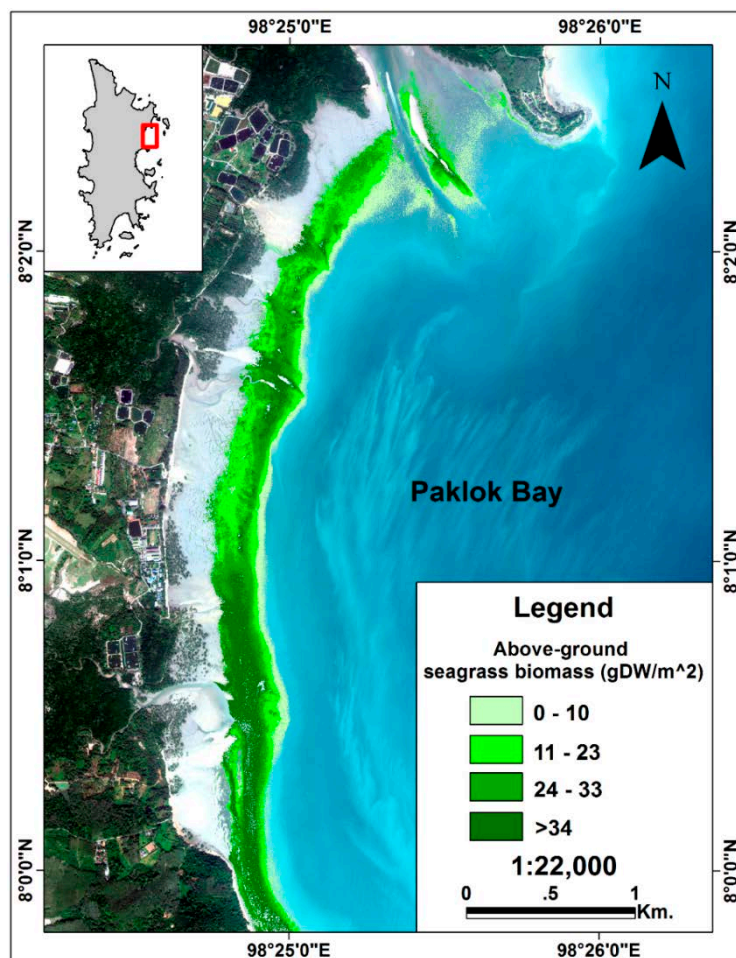 98°25'0"E 98°26'0"E
N
8°2'0"N 8°2'0"N
Paklok Bay
8°1'0"N 8°1'0"N
Legend
Above-ground
seagrass biomass (gDW/m^2)
0 - 10
11 - 23
24 - 33
>34
1:22,000
8°0'0"N 8°0'0"N
0 .5 1
Km.
98°25'0"E 98°26'0"E